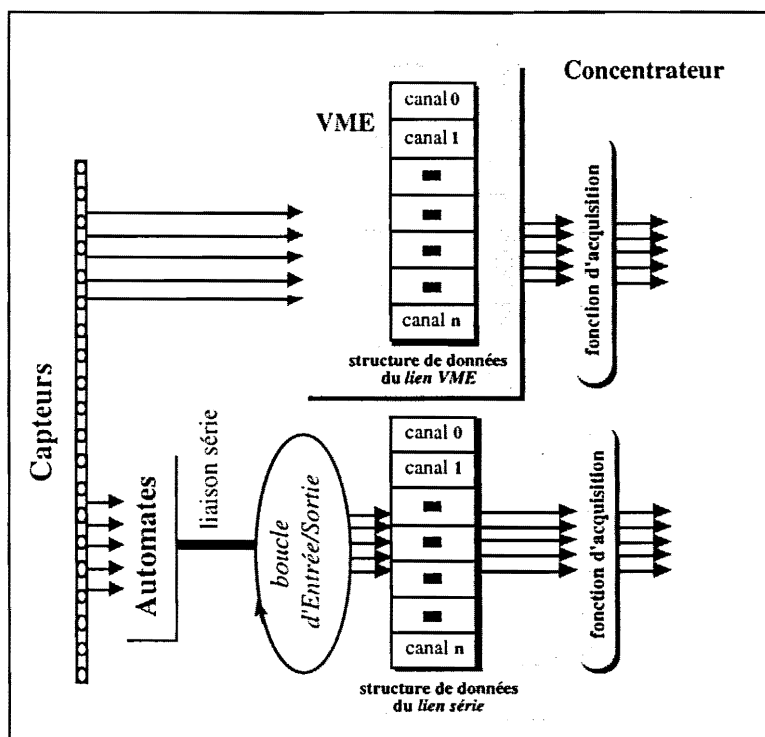 Concentrateur
VME
canal 0
canal 1
canal n
structure de données
du lien VME
fonction d'acquisition
Capteurs
Automates
liaison série
boucle
d'Entrée/Sortie
canal 0
canal 1
canal n
structure de données
du lien série
fonction d'acquisition